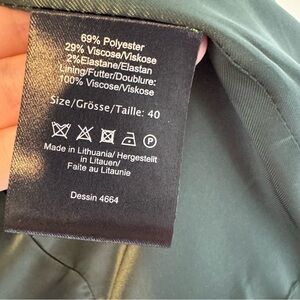 69% Polyester
29% Viscose/Viskose
2%Elastane/Elastan
Lining/Futter/Doublure:
100% Viscose/Viskose
Size/Grösse/Taille: 40
P
Made in Lithuania/ Hergestellt
in Litauen/
Faite au Litaunie
Dessin 4664